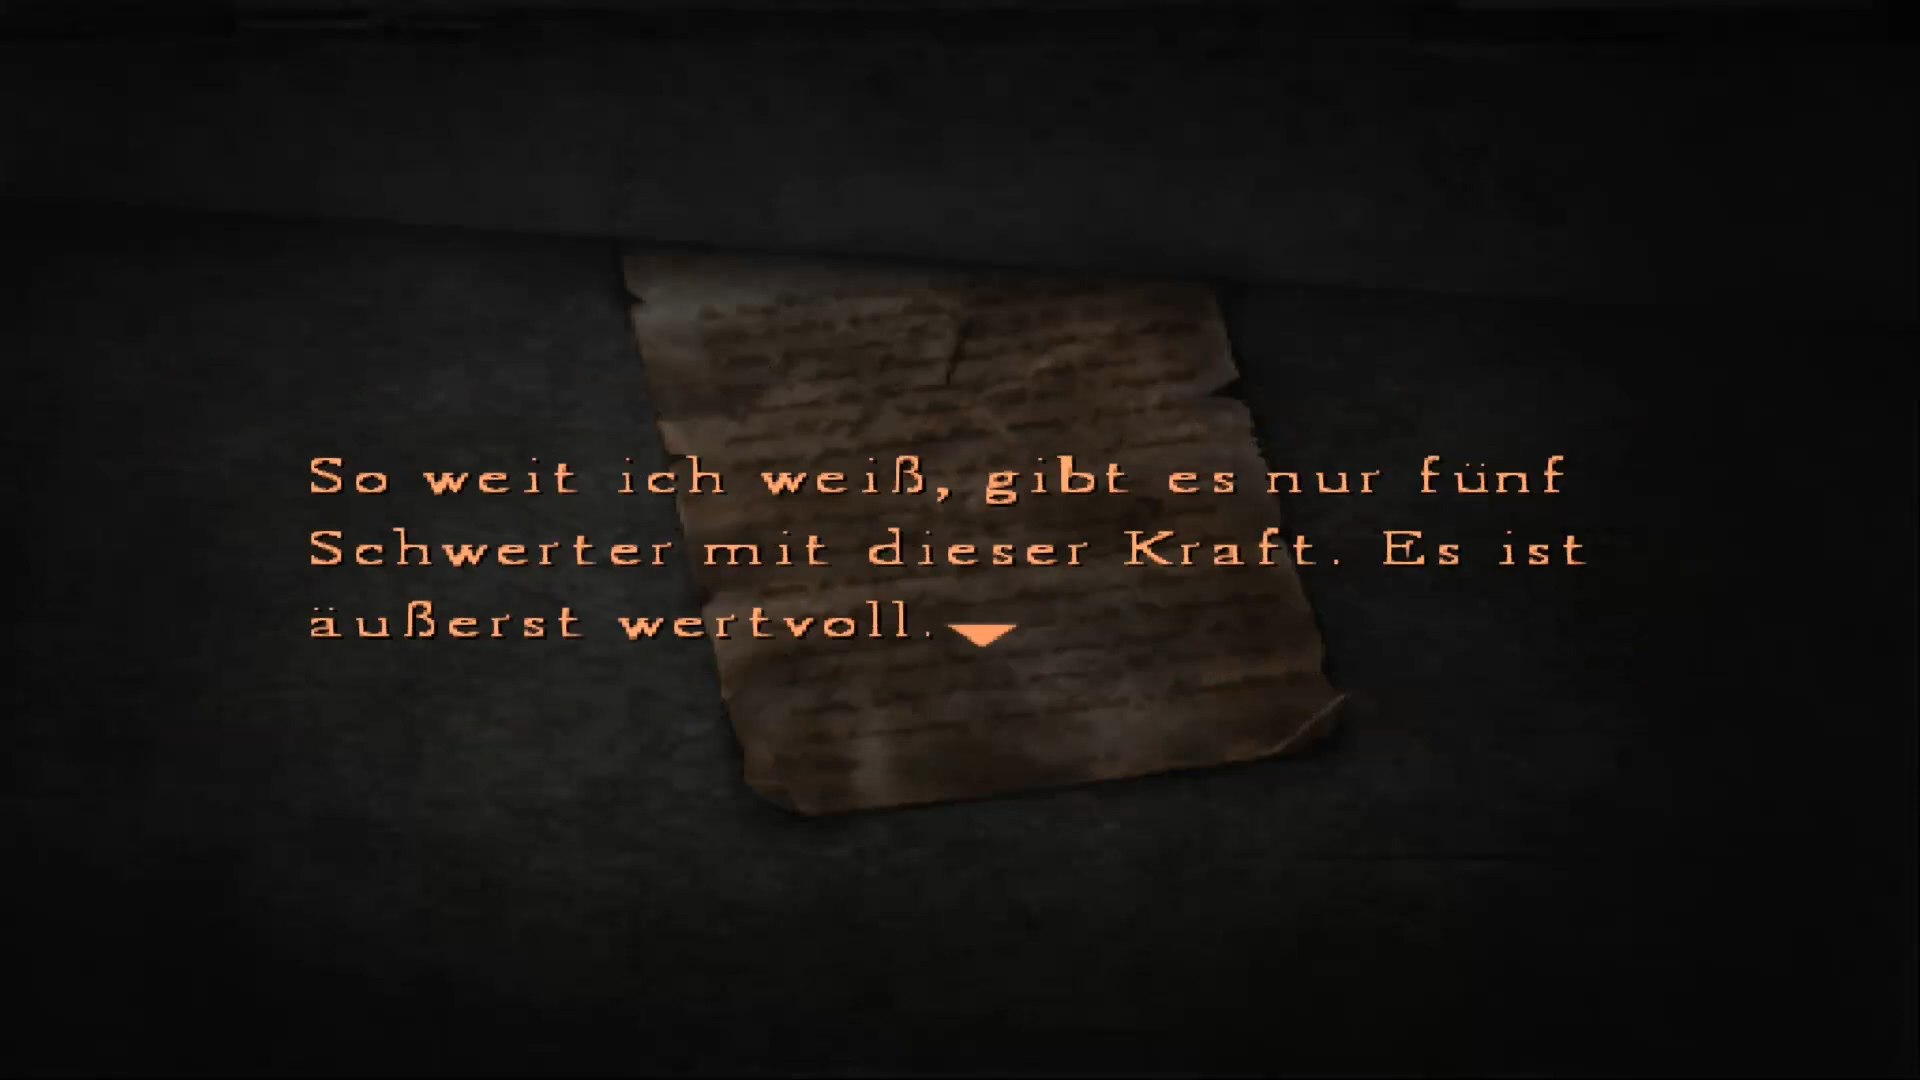 So weit ich weiß, gibt es nur fünf
Schwerter mit dieser Kraft. Es ist
äußerst wertvoll.